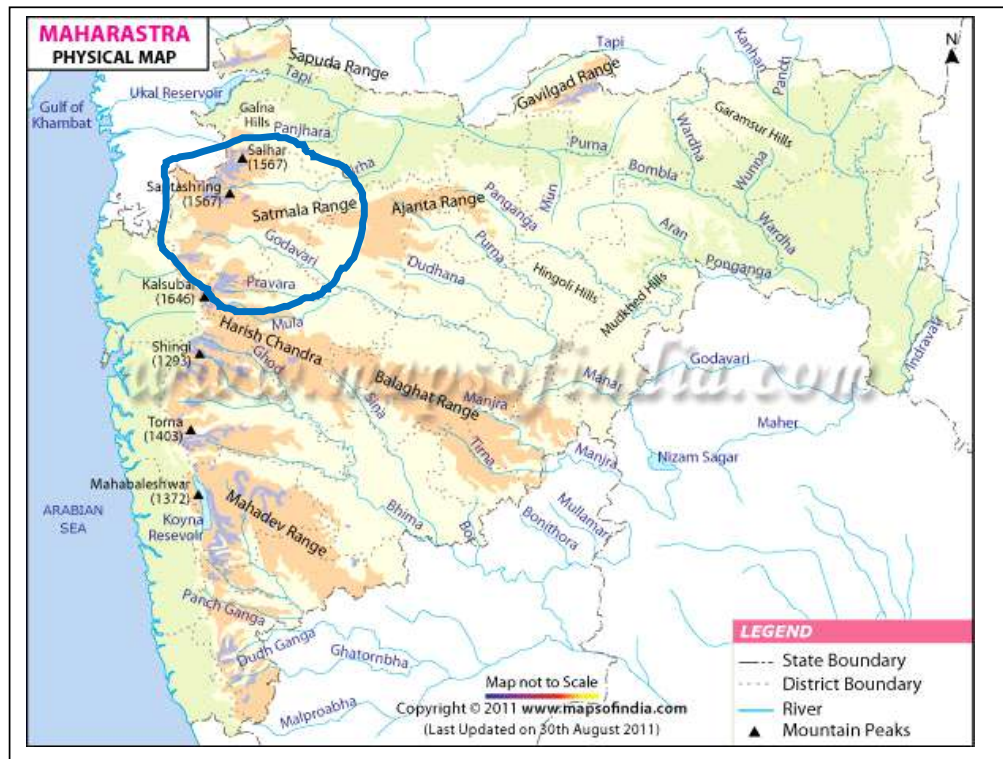 MAHARASTRA
PHYSICAL MAP
N
Sapuda Range
Tapi
Tapi
Gavilgad Range
Kanhan
Panch
Gulf of
Khambat
Ukal Reservoir
Galna
Hills
Panjhara
Garamsur Hills
Wardha
Wunna
Purna
Salhar
(1567)
Girha
Bombla
Mun
Saptashring
(1567)
Satmala Range
Ajanta Range
Panganga
Purna
Wardha
Aran
Godavari
Dudhana
Hingoli Hills
Ponganga
Kalsubai
(1646)
Pravara
Mudkhed Hills
Mula
Harish Chandra
Indravati
Shingi
(1293)
Ghod
Godavari
www.mapsofindia.com
Balaghat Range
Manjra
Manar
Sina
Torna
(1403)
Tirna
Maher
Manjra
Nizam Sagar
Mahabaleshwar
(1372)
Mahadev Range
ARABIAN
SEA
Koyna
Resevoir
Bhima
Bor
Bonithora
Mullamari
Panch Ganga
Dudh Ganga
Ghatornbha
Malproabha
Map not to Scale
Copyright © 2011 www.mapsofindia.com
(Last Updated on 30th August 2011)
LEGEND
State Boundary
District Boundary
River
Mountain Peaks